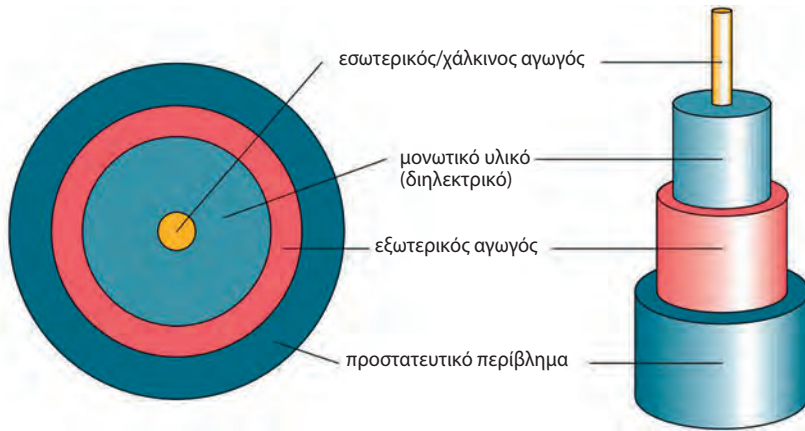 εσωτερικός/χάλκινος αγωγός
μονωτικό υλικό
(διηλεκτρικό)
εξωτερικός αγωγός
προστατευτικό περίβλημα